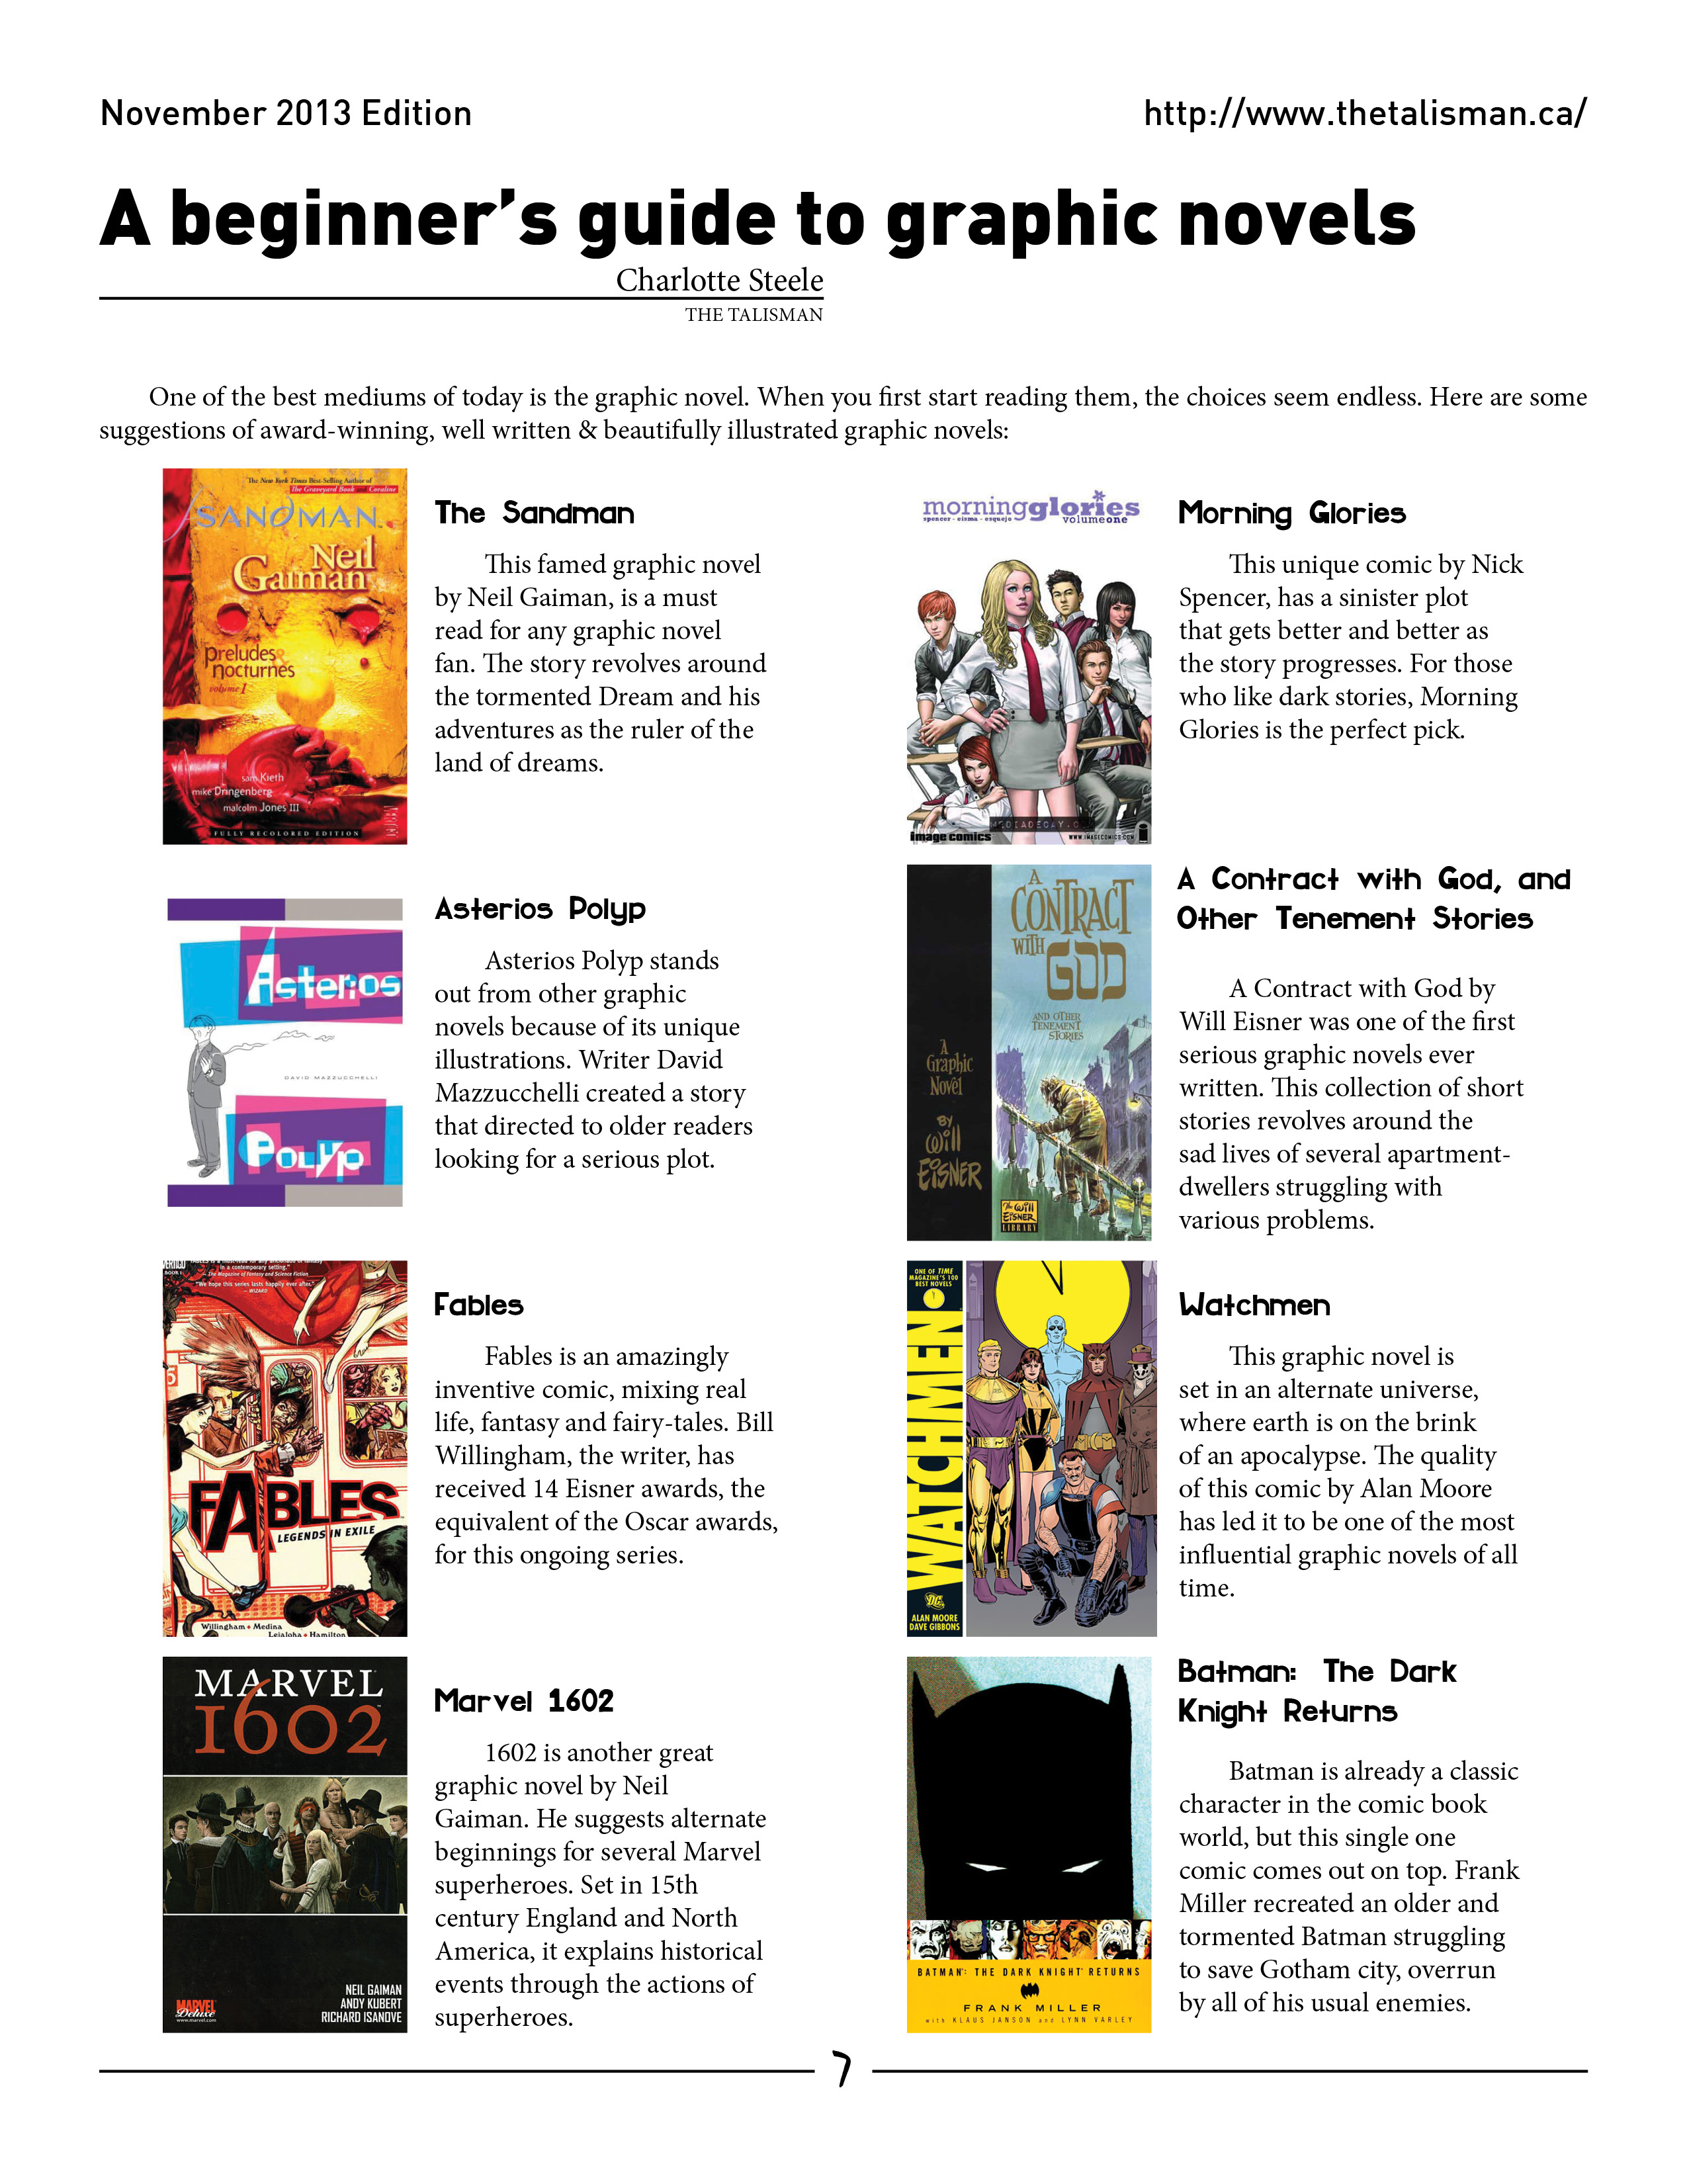 November 2013 Edition
http://www.thetalisman.ca/
A beginner's guide to graphic novels
Charlotte Steele
THE TALISMAN
One of the best mediums of today is the graphic novel. When you first start reading them, the choices seem endless. Here are some
suggestions of award-winning, well written & beautifully illustrated graphic novels:
The New York Times Best Selling Author of
The Graveyard Book and Coraline
SANDMAN
Neil
Gaiman
preludes &
nocturnes
volume 1
sam Kieth
mike Dringenberg
malcolm Jones III
FULLY RECOLORED EDITION
The Sandman
This famed graphic novel
by Neil Gaiman, is a must
read for any graphic novel
fan. The story revolves around
the tormented Dream and his
adventures as the ruler of the
land of dreams.
morningglories
spencer - eisma - esquejo
volumeone
MEDIADECAY.C
image comics
WWW.IMAGECOMICS.COM
Morning Glories
This unique comic by Nick
Spencer, has a sinister plot
that gets better and better as
the story progresses. For those
who like dark stories, Morning
Glories is the perfect pick.
Asterios
DAVID MAZZUCCHELLI
Polyp
Asterios Polyp
Asterios Polyp stands
out from other graphic
novels because of its unique
illustrations. Writer David
Mazzucchelli created a story
that directed to older readers
looking for a serious plot.
A
CONTRACT
WITH
GOD
AND OTHER
TENEMENT
STORIES
A
Graphic
Novel
BY
Will
EISNER
The Will
EISNER
LIBRARY
A Contract with God, and
Other Tenement Stories
A Contract with God by
Will Eisner was one of the first
serious graphic novels ever
written. This collection of short
stories revolves around the
sad lives of several apartment-
dwellers struggling with
various problems.
VERTIGO
in a contemporary setting."
—The Magazine of Fantasy and Science Fiction
"We hope this series lasts happily ever after."
— WIZARD
FABLES
LEGENDS IN EXILE
Willingham • Medina
Leialoha • Hamilton
Fables
Fables is an amazingly
inventive comic, mixing real
life, fantasy and fairy-tales. Bill
Willingham, the writer, has
received 14 Eisner awards, the
equivalent of the Oscar awards,
for this ongoing series.
ONE OF TIME
MAGAZINE'S 100
BEST NOVELS
WATCHMEN
DC
ALAN MOORE
DAVE GIBBONS
Watchmen
This graphic novel is
set in an alternate universe,
where earth is on the brink
of an apocalypse. The quality
of this comic by Alan Moore
has led it to be one of the most
influential graphic novels of all
time.
MARVEL
1602
MARVEL
Deluxe
www.marvel.com
NEIL GAIMAN
ANDY KUBERT
RICHARD ISANOVE
Marvel 1602
1602 is another great
graphic novel by Neil
Gaiman. He suggests alternate
beginnings for several Marvel
superheroes. Set in 15th
century England and North
America, it explains historical
events through the actions of
superheroes.
BATMAN: THE DARK KNIGHT RETURNS
FRANK MILLER
with KLAUS JANSON and LYNN VARLEY
Batman: The Dark
Knight Returns
Batman is already a classic
character in the comic book
world, but this single one
comic comes out on top. Frank
Miller recreated an older and
tormented Batman struggling
to save Gotham city, overrun
by all of his usual enemies.
7